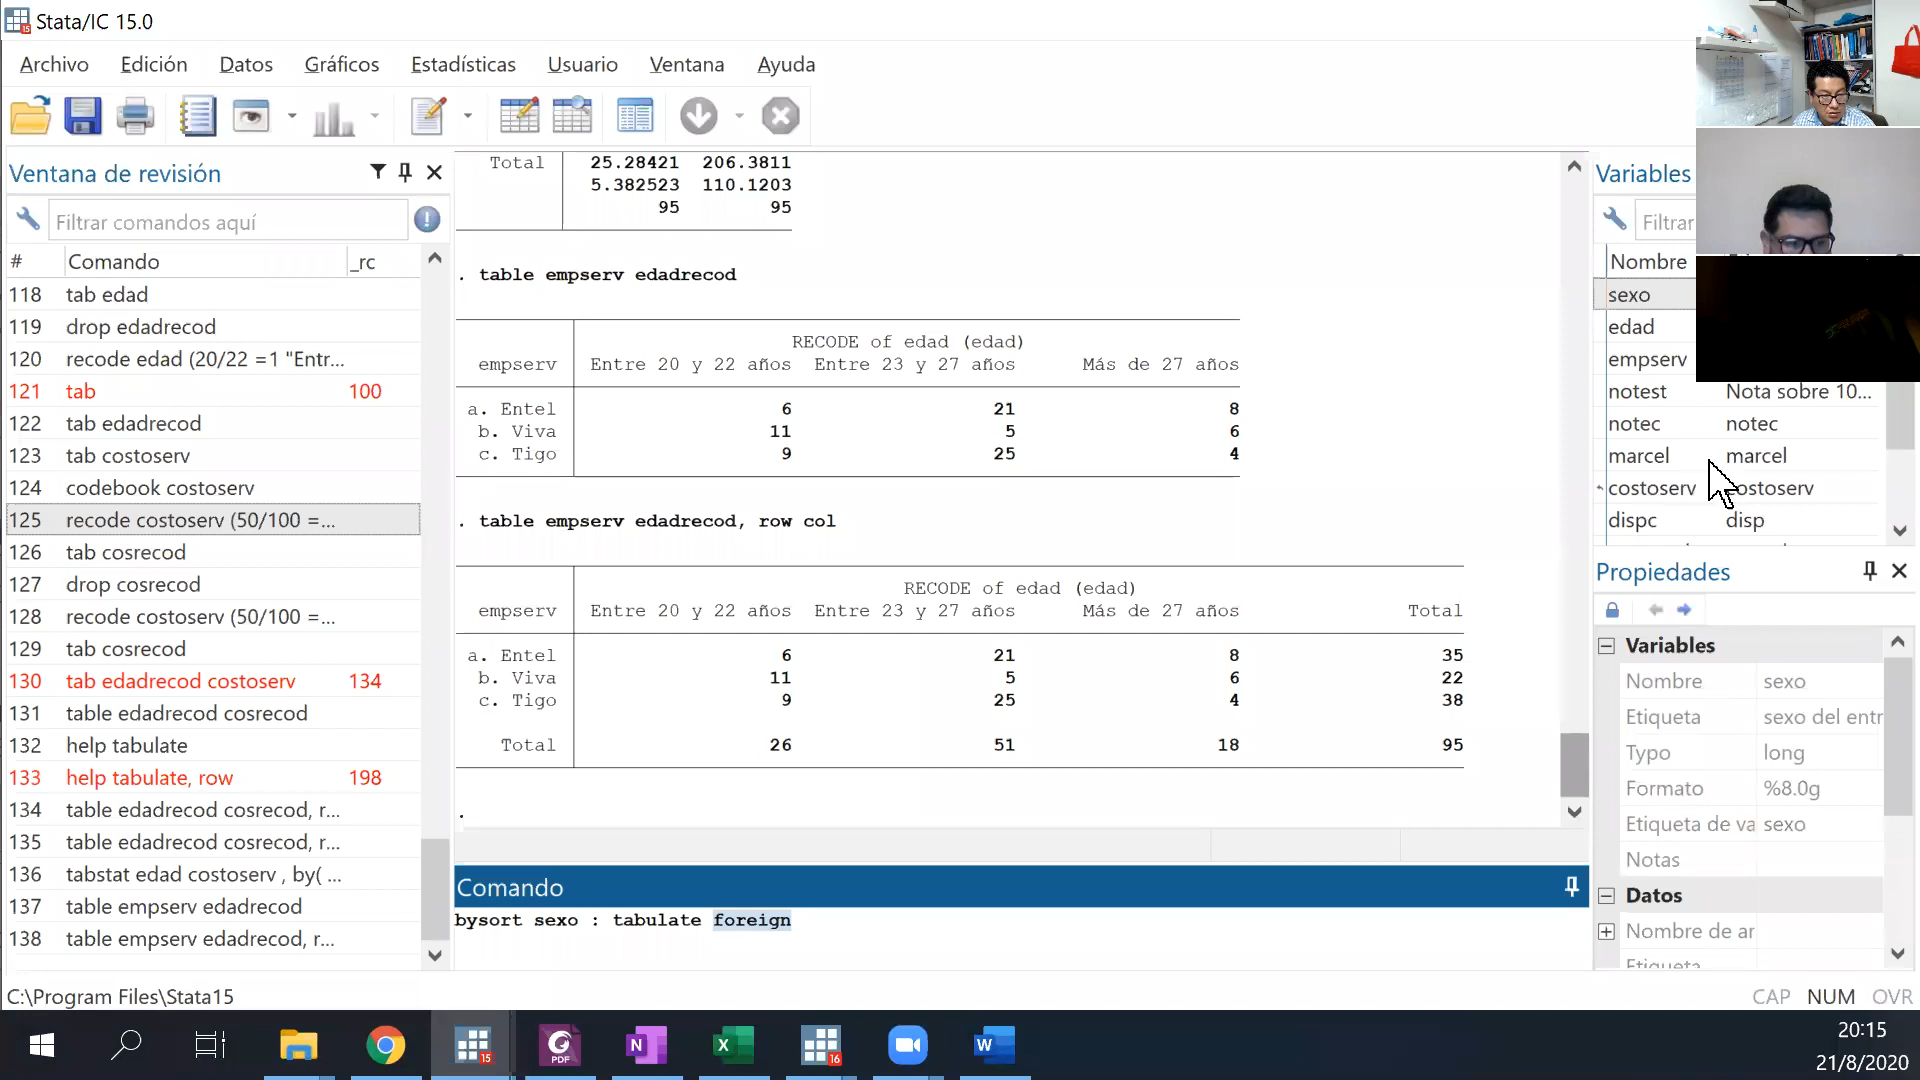 Stata/IC 15.0
Archivo Edición Datos Gráficos Estadísticas Usuario Ventana Ayuda
Ventana de revisión
Filtrar comandos aquí
# Comando _rc
118 tab edad
119 drop edadrecod
120 recode edad (20/22 =1 "Entr...
121 tab 100
122 tab edadrecod
123 tab costoserv
124 codebook costoserv
125 recode costoserv (50/100 =...
126 tab cosrecod
127 drop cosrecod
128 recode costoserv (50/100 =...
129 tab cosrecod
130 tab edadrecod costoserv 134
131 table edadrecod cosrecod
132 help tabulate
133 help tabulate, row 198
134 table edadrecod cosrecod, r...
135 table edadrecod cosrecod, r...
136 tabstat edad costoserv , by( ...
137 table empserv edadrecod
138 table empserv edadrecod, r...
Total 25.28421 206.3811
5.382523 110.1203
95 95
. table empserv edadrecod
RECODE of edad (edad)
empserv Entre 20 y 22 años Entre 23 y 27 años Más de 27 años
a. Entel 6 21 8
b. Viva 11 5 6
c. Tigo 9 25 4
. table empserv edadrecod, row col
RECODE of edad (edad)
empserv Entre 20 y 22 años Entre 23 y 27 años Más de 27 años Total
a. Entel 6 21 8 35
b. Viva 11 5 6 22
c. Tigo 9 25 4 38
Total 26 51 18 95
.
Comando
bysort sexo : tabulate foreign
Variables
Filtrar
Nombre
sexo
edad
empserv
notest Nota sobre 10...
notec notec
marcel marcel
costoserv costoserv
dispc disp
Propiedades
Variables
Nombre sexo
Etiqueta sexo del entr
Typo long
Formato %8.0g
Etiqueta de va sexo
Notas
Datos
Nombre de ar
Etiqueta
C:\Program Files\Stata15
CAP NUM OVR
15
PDF
N
X
16
W
20:15
21/8/2020